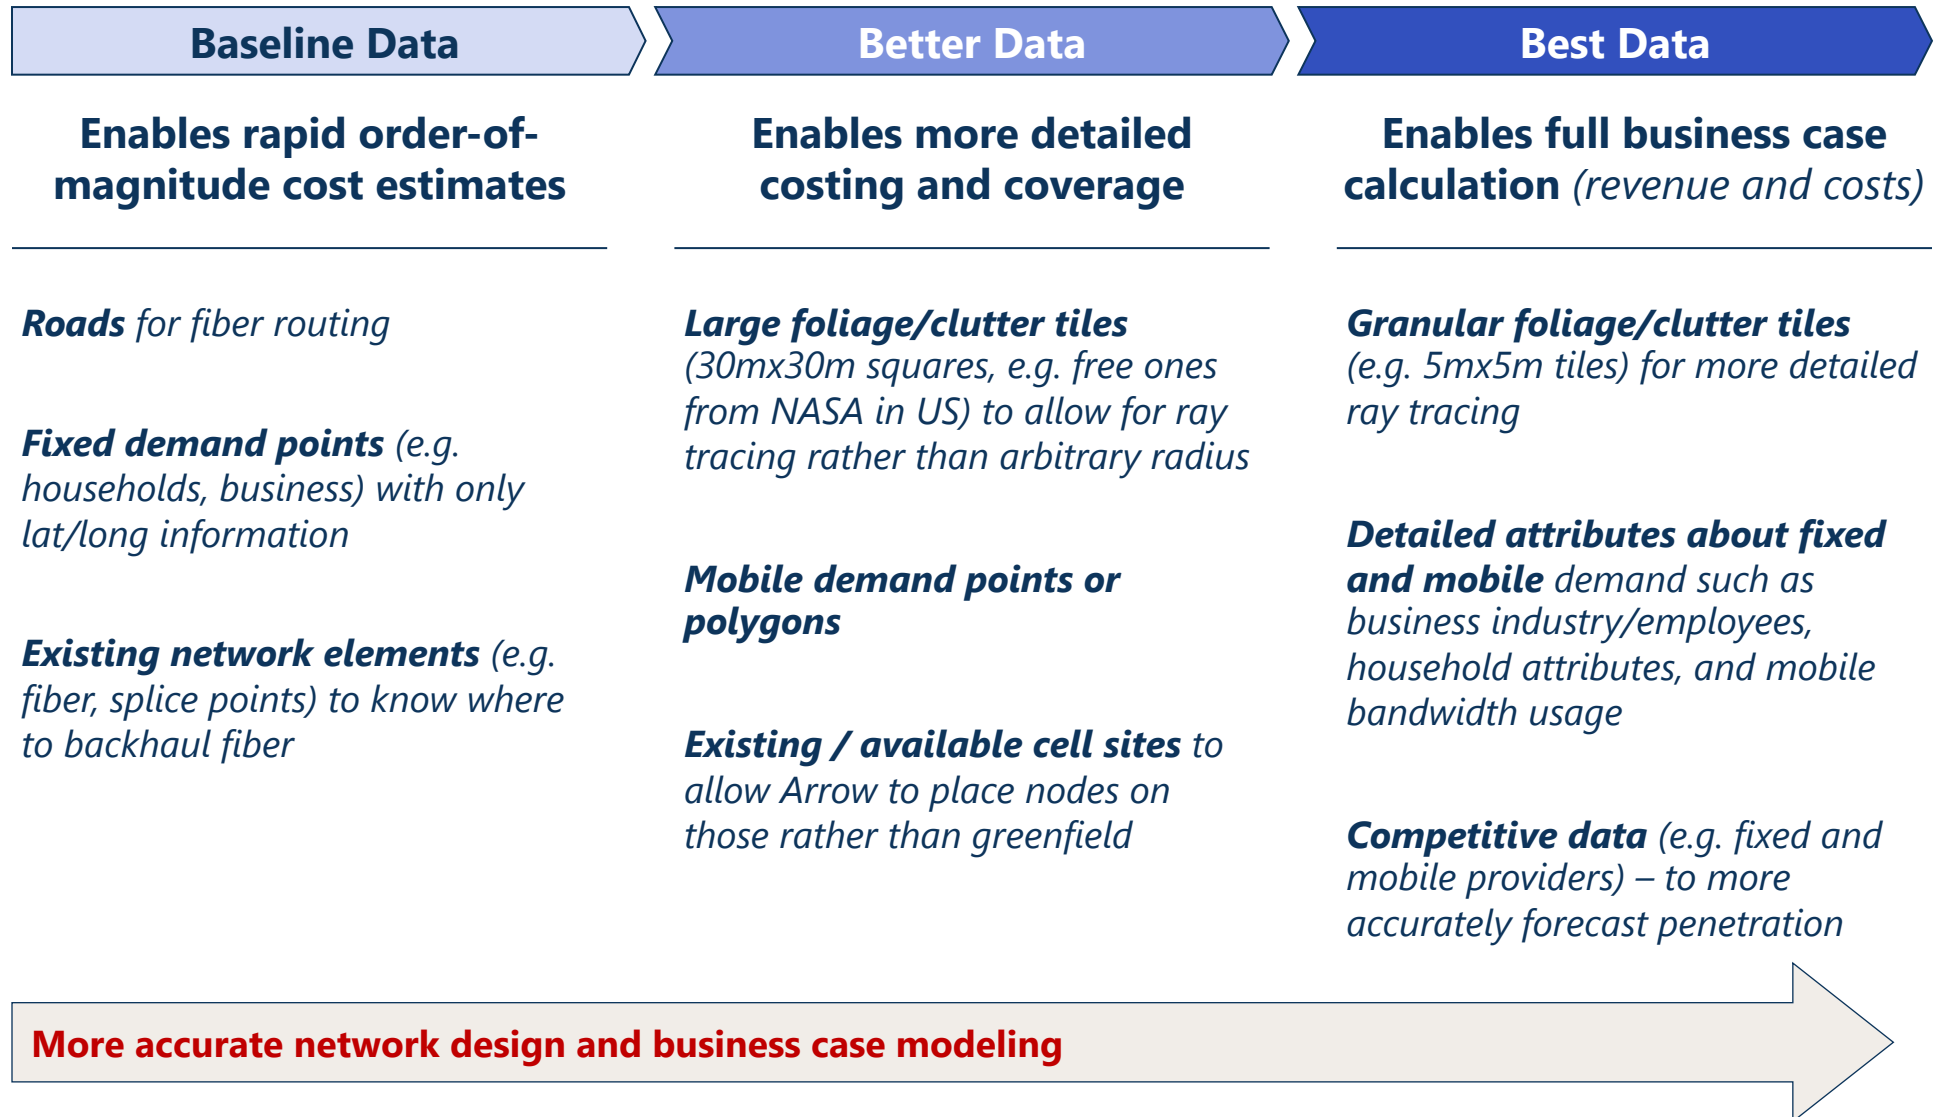 Baseline Data
Better Data
Best Data
Enables rapid order-of-
magnitude cost estimates
Enables more detailed
costing and coverage
Enables full business case
calculation (revenue and costs)
Roads for fiber routing
Fixed demand points (e.g.
households, business) with only
lat/long information
Existing network elements (e.g.
fiber, splice points) to know where
to backhaul fiber
Large foliage/clutter tiles
(30mx30m squares, e.g. free ones
from NASA in US) to allow for ray
tracing rather than arbitrary radius
Mobile demand points or
polygons
Existing / available cell sites to
allow Arrow to place nodes on
those rather than greenfield
Granular foliage/clutter tiles
(e.g. 5mx5m tiles) for more detailed
ray tracing
Detailed attributes about fixed
and mobile demand such as
business industry/employees,
household attributes, and mobile
bandwidth usage
Competitive data (e.g. fixed and
mobile providers) – to more
accurately forecast penetration
More accurate network design and business case modeling